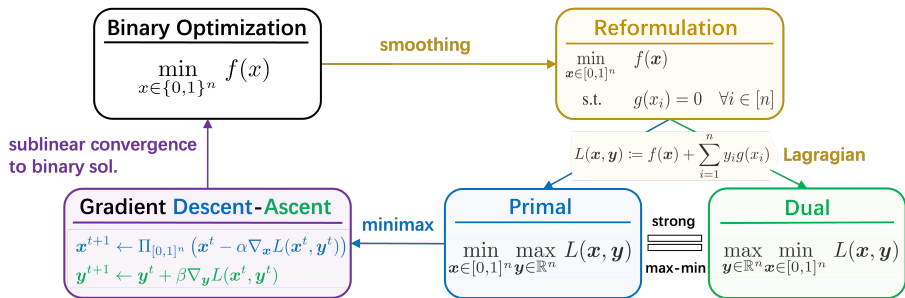 Binary Optimization
min_{x∈{0,1}^n} f(x)
smoothing
Reformulation
min_{𝒙∈[0,1]^n} f(𝒙)
s.t. g(x_i) = 0 ∀i ∈ [n]
sublinear convergence
to binary sol.
L(𝒙, 𝒚) ≔ f(𝒙) + ∑_{i=1}^{n} y_i g(x_i)
Lagragian
Gradient Descent-Ascent
𝒙^{t+1} ← Π_{[0,1]^n} (𝒙^t − α∇_𝒙 L(𝒙^t, 𝒚^t))
𝒚^{t+1} ← 𝒚^t + β∇_𝒚 L(𝒙^t, 𝒚^t)
minimax
Primal
min_{𝒙∈[0,1]^n} max_{𝒚∈ℝ^n} L(𝒙, 𝒚)
strong
max-min
Dual
max_{𝒚∈ℝ^n} min_{𝒙∈[0,1]^n} L(𝒙, 𝒚)